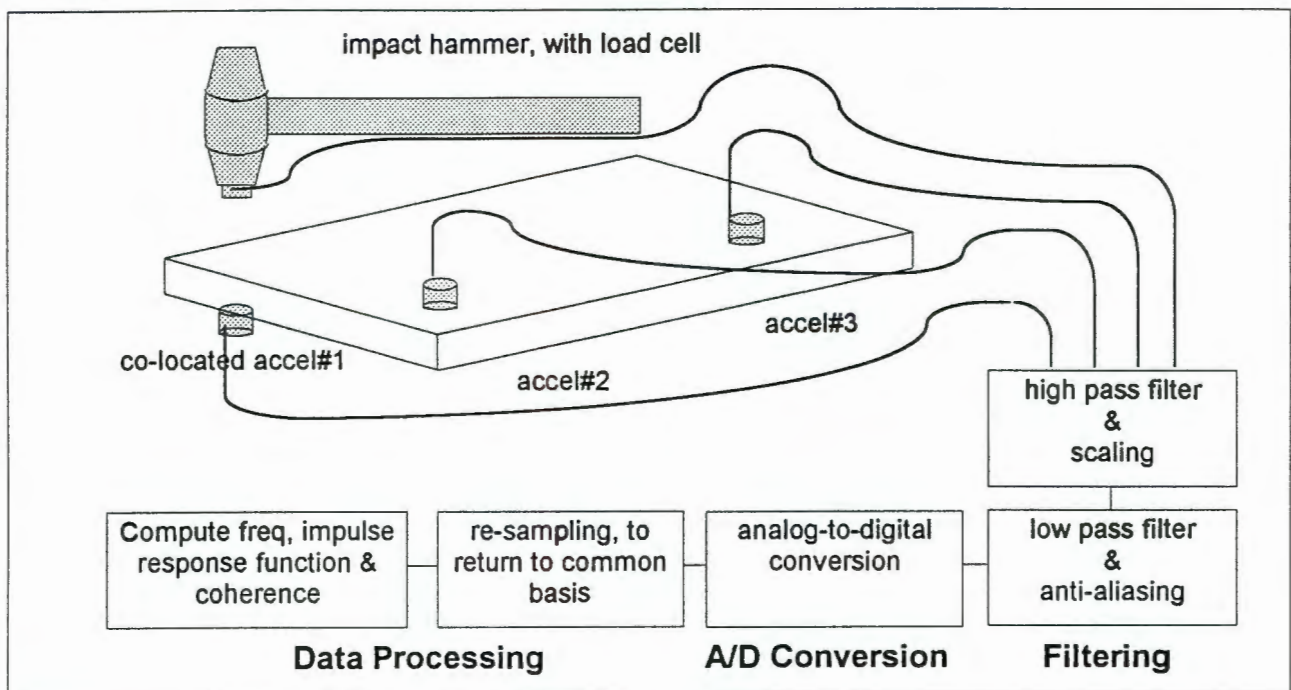 impact hammer, with load cell
co-located accel#1
accel#2
accel#3
high pass filter
&
scaling
Compute freq, impulse
response function &
coherence
re-sampling, to
return to common
basis
analog-to-digital
conversion
low pass filter
&
anti-aliasing
Data Processing
A/D Conversion
Filtering